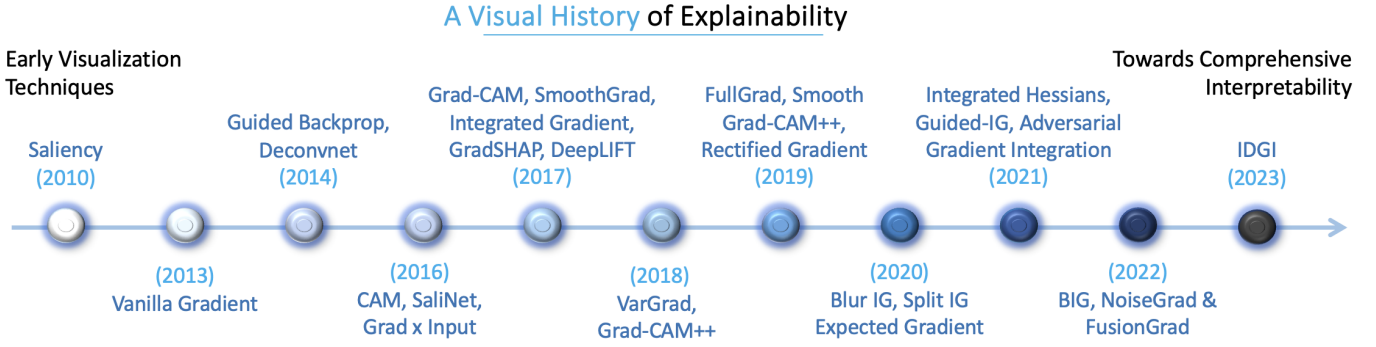 A Visual History of Explainability
Early Visualization
Techniques
Towards Comprehensive
Interpretability
Saliency
(2010)
(2013)
Vanilla Gradient
Guided Backprop,
Deconvnet
(2014)
(2016)
CAM, SaliNet,
Grad x Input
Grad-CAM, SmoothGrad,
Integrated Gradient,
GradSHAP, DeepLIFT
(2017)
(2018)
VarGrad,
Grad-CAM++
FullGrad, Smooth
Grad-CAM++,
Rectified Gradient
(2019)
(2020)
Blur IG, Split IG
Expected Gradient
Integrated Hessians,
Guided-IG, Adversarial
Gradient Integration
(2021)
(2022)
BIG, NoiseGrad &
FusionGrad
IDGI
(2023)